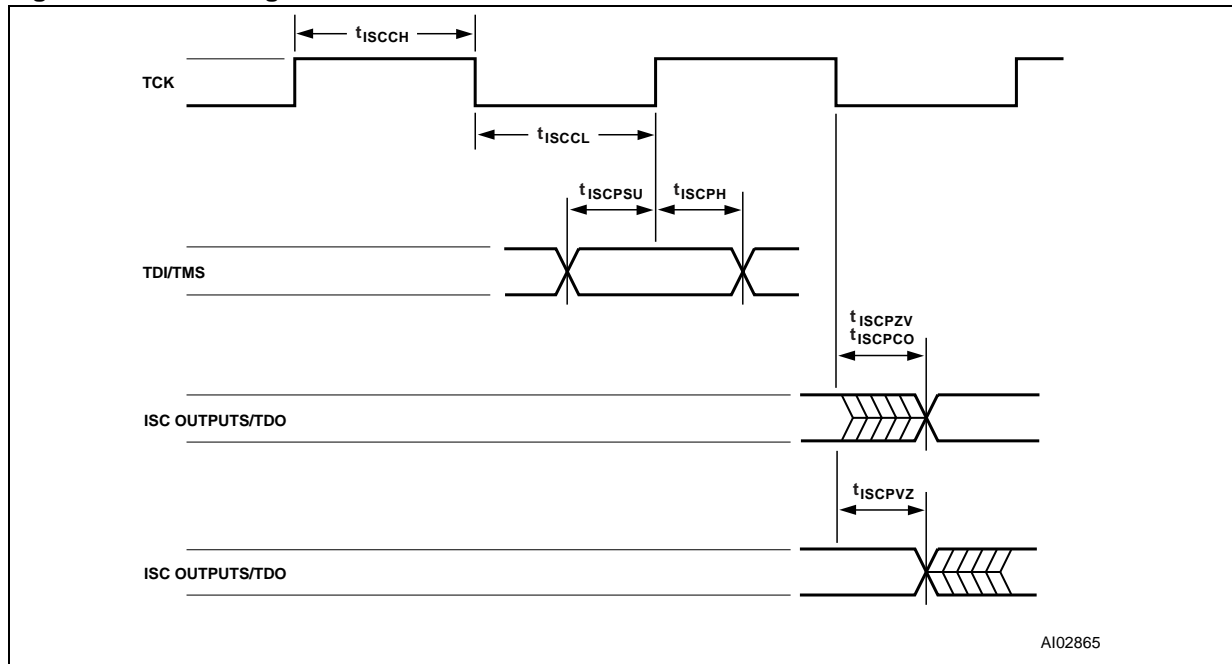 tISCCH
TCK
tISCCL
tISCPSU
tISCPH
TDI/TMS
tISCPZV
tISCPCO
ISC OUTPUTS/TDO
tISCPVZ
ISC OUTPUTS/TDO
AI02865